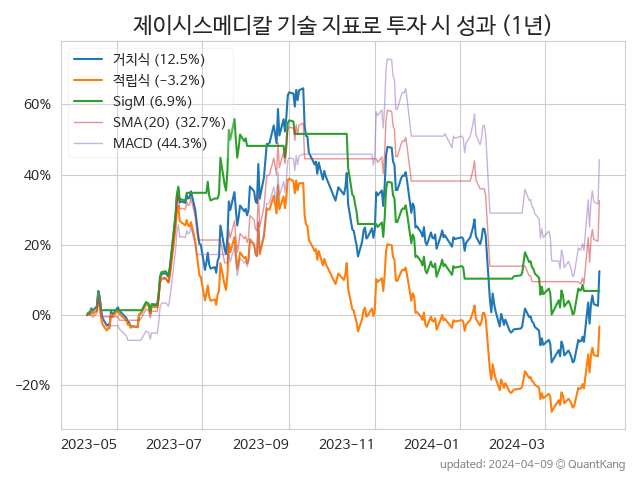 제이시스메디칼 기술 지표로 투자 시 성과 (1년)
거치식 (12.5%)
적립식 (−3.2%)
SigM (6.9%)
SMA(20) (32.7%)
MACD (44.3%)
60%
40%
20%
0%
−20%
2023-05 2023-07 2023-09 2023-11 2024-01 2024-03
updated: 2024-04-09 © QuantKang